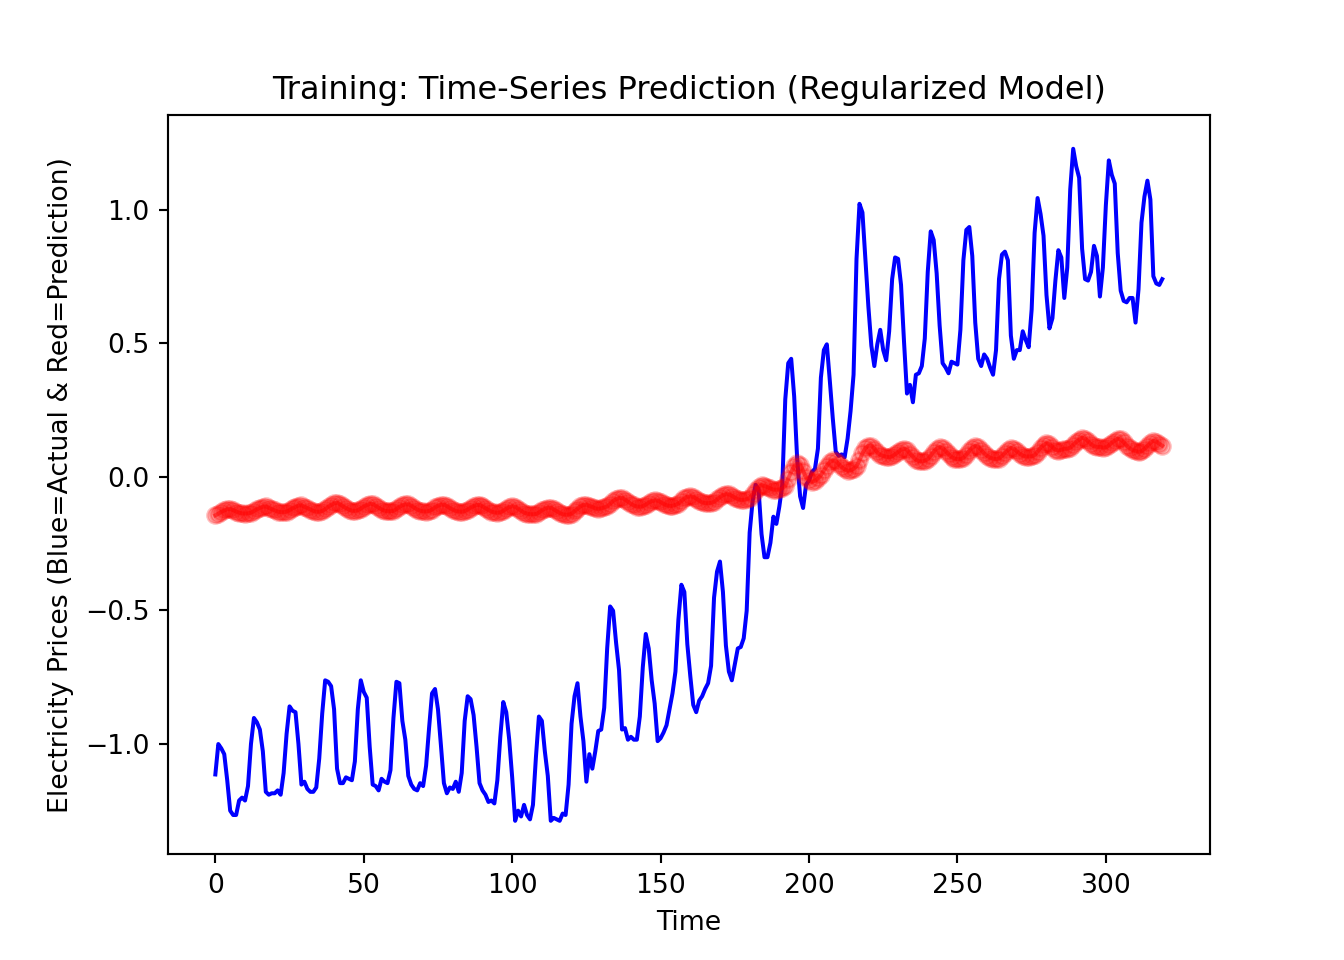 Training: Time-Series Prediction (Regularized Model)
Electricity Prices (Blue=Actual & Red=Prediction)
1.0
0.5
0.0
−0.5
−1.0
0 50 100 150 200 250 300
Time